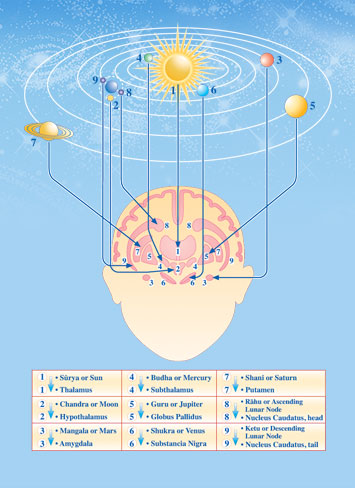 4
3
9
8
2
1
6
5
7
8
8
7
5
1
5
7
9
4
2
4
9
3
6
6
3
1 • Sūrya or Sun
1 • Thalamus
2 • Chandra or Moon
2 • Hypothalamus
3 • Mangala or Mars
3 • Amygdala
4 • Budha or Mercury
4 • Subthalamus
5 • Guru or Jupiter
5 • Globus Pallidus
6 • Shukra or Venus
6 • Substancia Nigra
7 • Shani or Saturn
7 • Putamen
8 • Rāhu or Ascending
Lunar Node
8 • Nucleus Caudatus, head
9 • Ketu or Descending
Lunar Node
9 • Nucleus Caudatus, tail